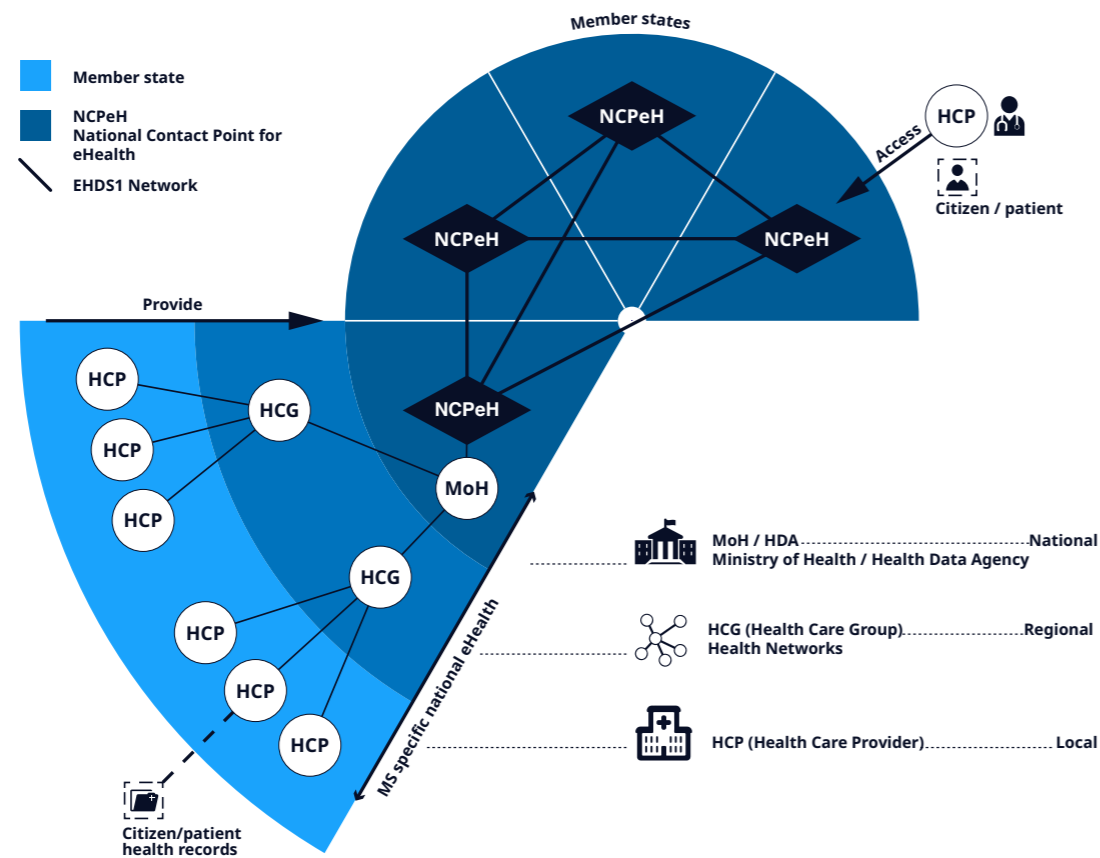 Member states
Member state
NCPeH
National Contact Point for
eHealth
EHDS1 Network
NCPeH
HCP
Access
Citizen / patient
NCPeH
NCPeH
Provide
HCP
HCG
NCPeH
HCP
MoH
HCP
HCG
HCP
HCP
HCP
MS specific national eHealth
MoH / HDA National
Ministry of Health / Health Data Agency
HCG (Health Care Group) Regional
Health Networks
HCP (Health Care Provider) Local
Citizen/patient
health records